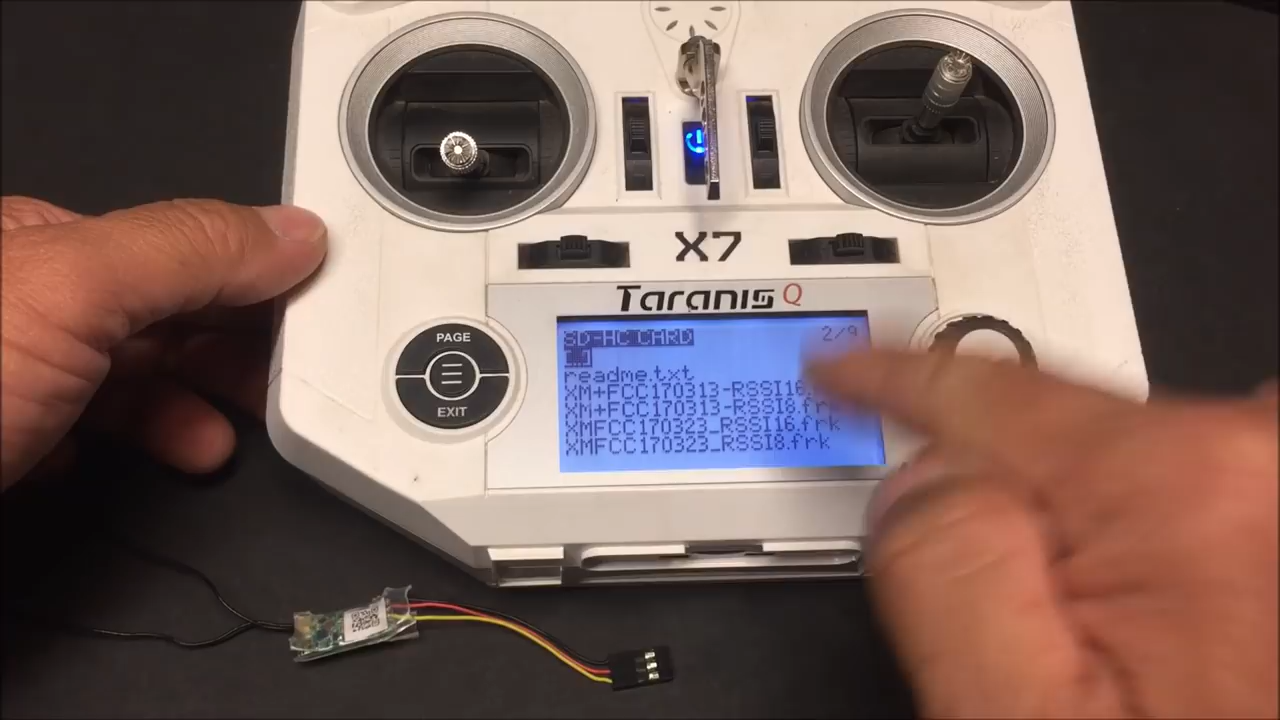 X7
Taranis Q
PAGE
EXIT
SD-HC CARD
2/9
[..]
readme.txt
XM+FCC170313-RSSI16
XM+FCC170313-RSSI8.frk
XMFCC170323_RSSI16.frk
XMFCC170323_RSSI8.frk